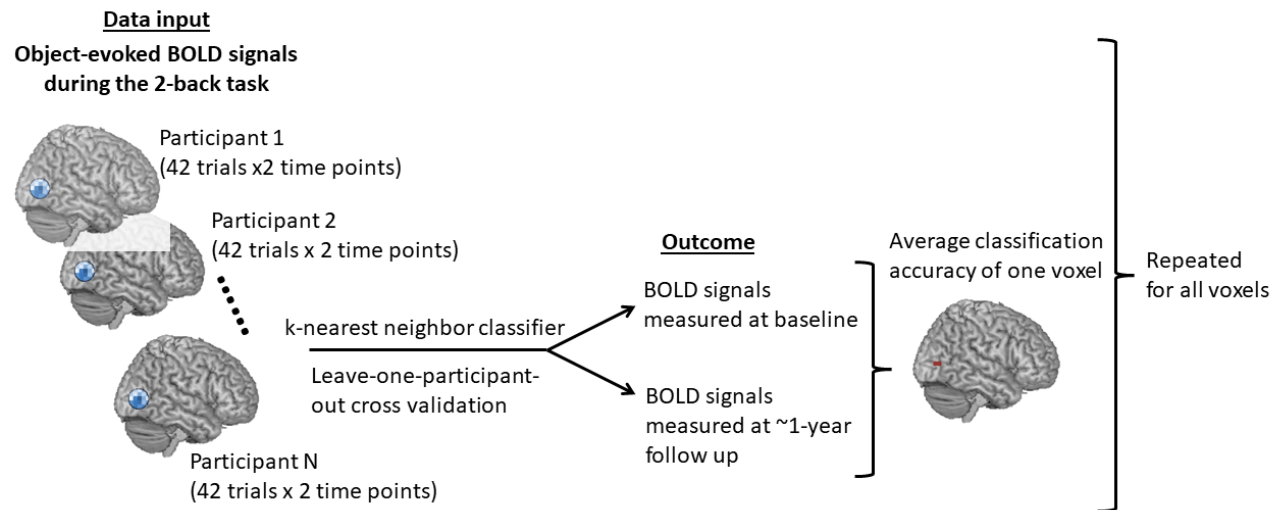 Data input
Object-evoked BOLD signals
during the 2-back task
Participant 1
(42 trials x2 time points)
Participant 2
(42 trials x 2 time points)
Participant N
(42 trials x 2 time points)
k-nearest neighbor classifier
Leave-one-participant-
out cross validation
Outcome
BOLD signals
measured at baseline
BOLD signals
measured at ~1-year
follow up
Average classification
accuracy of one voxel
Repeated
for all voxels